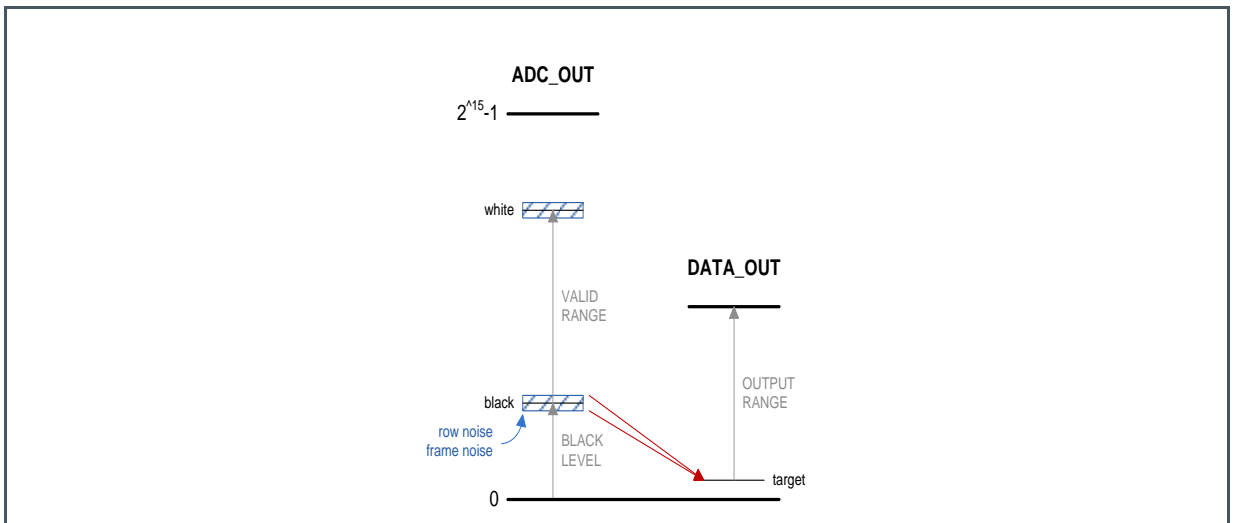 ADC_OUT
2^15-1
white
DATA_OUT
VALID
RANGE
OUTPUT
RANGE
black
row noise
frame noise
BLACK
LEVEL
target
0